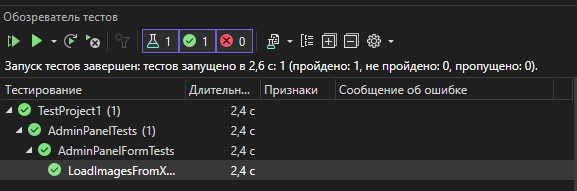 Обозреватель тестов
1 1 0
Запуск тестов завершен: тестов запущено в 2,6 с: 1 (пройдено: 1, не пройдено: 0, пропущено: 0).
Тестирование Длительн... Признаки Сообщение об ошибке
TestProject1 (1) 2,4 с
AdminPanelTests (1) 2,4 с
AdminPanelFormTests 2,4 с
LoadImagesFromX... 2,4 с